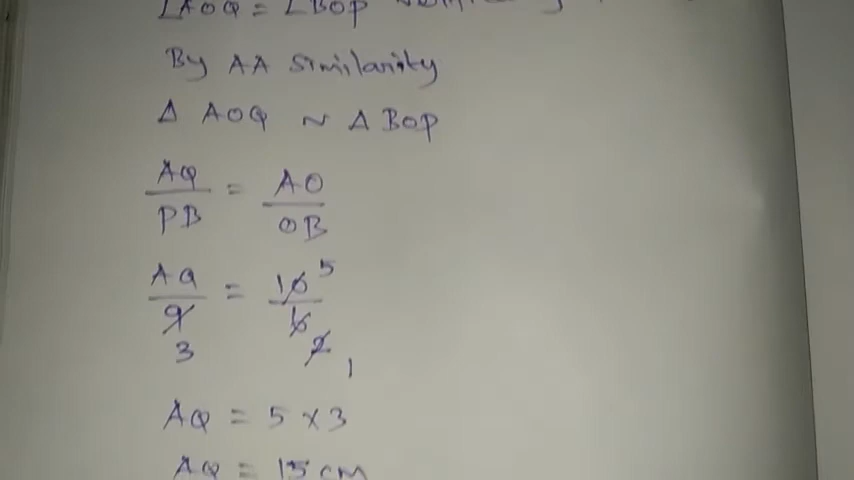 ∠AOQ = ∠BOP
By AA Similarity
Δ AOQ ~ Δ BOP
AQ/PB = AO/OB
AQ/9 = 10/6
5
3 2 1
AQ = 5 × 3
AQ = 15 cm